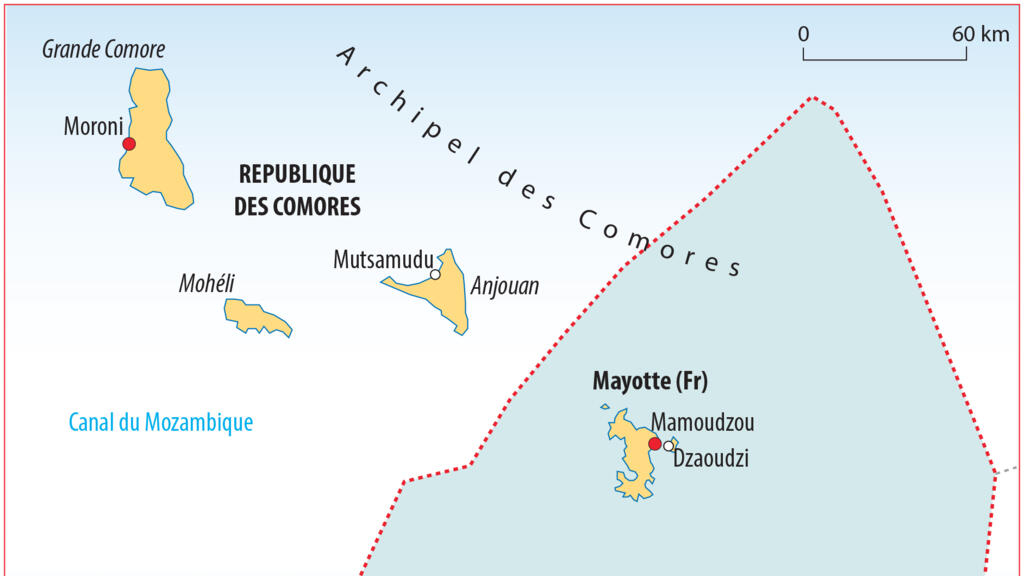 0 60 km
Grande Comore
Archipel des Comores
Moroni
REPUBLIQUE
DES COMORES
Mutsamudu
Mohéli
Anjouan
Mayotte (Fr)
Canal du Mozambique
Mamoudzou
Dzaoudzi